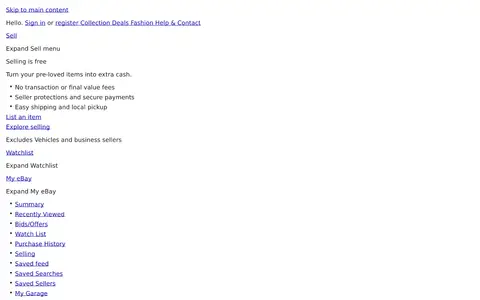 Skip to main content
Hello. Sign in or register Collection Deals Fashion Help & Contact
Sell
Expand Sell menu
Selling is free
Turn your pre-loved items into extra cash.
• No transaction or final value fees
• Seller protections and secure payments
• Easy shipping and local pickup
List an item
Explore selling
Excludes Vehicles and business sellers
Watchlist
Expand Watchlist
My eBay
Expand My eBay
• Summary
• Recently Viewed
• Bids/Offers
• Watch List
• Purchase History
• Selling
• Saved feed
• Saved Searches
• Saved Sellers
• My Garage